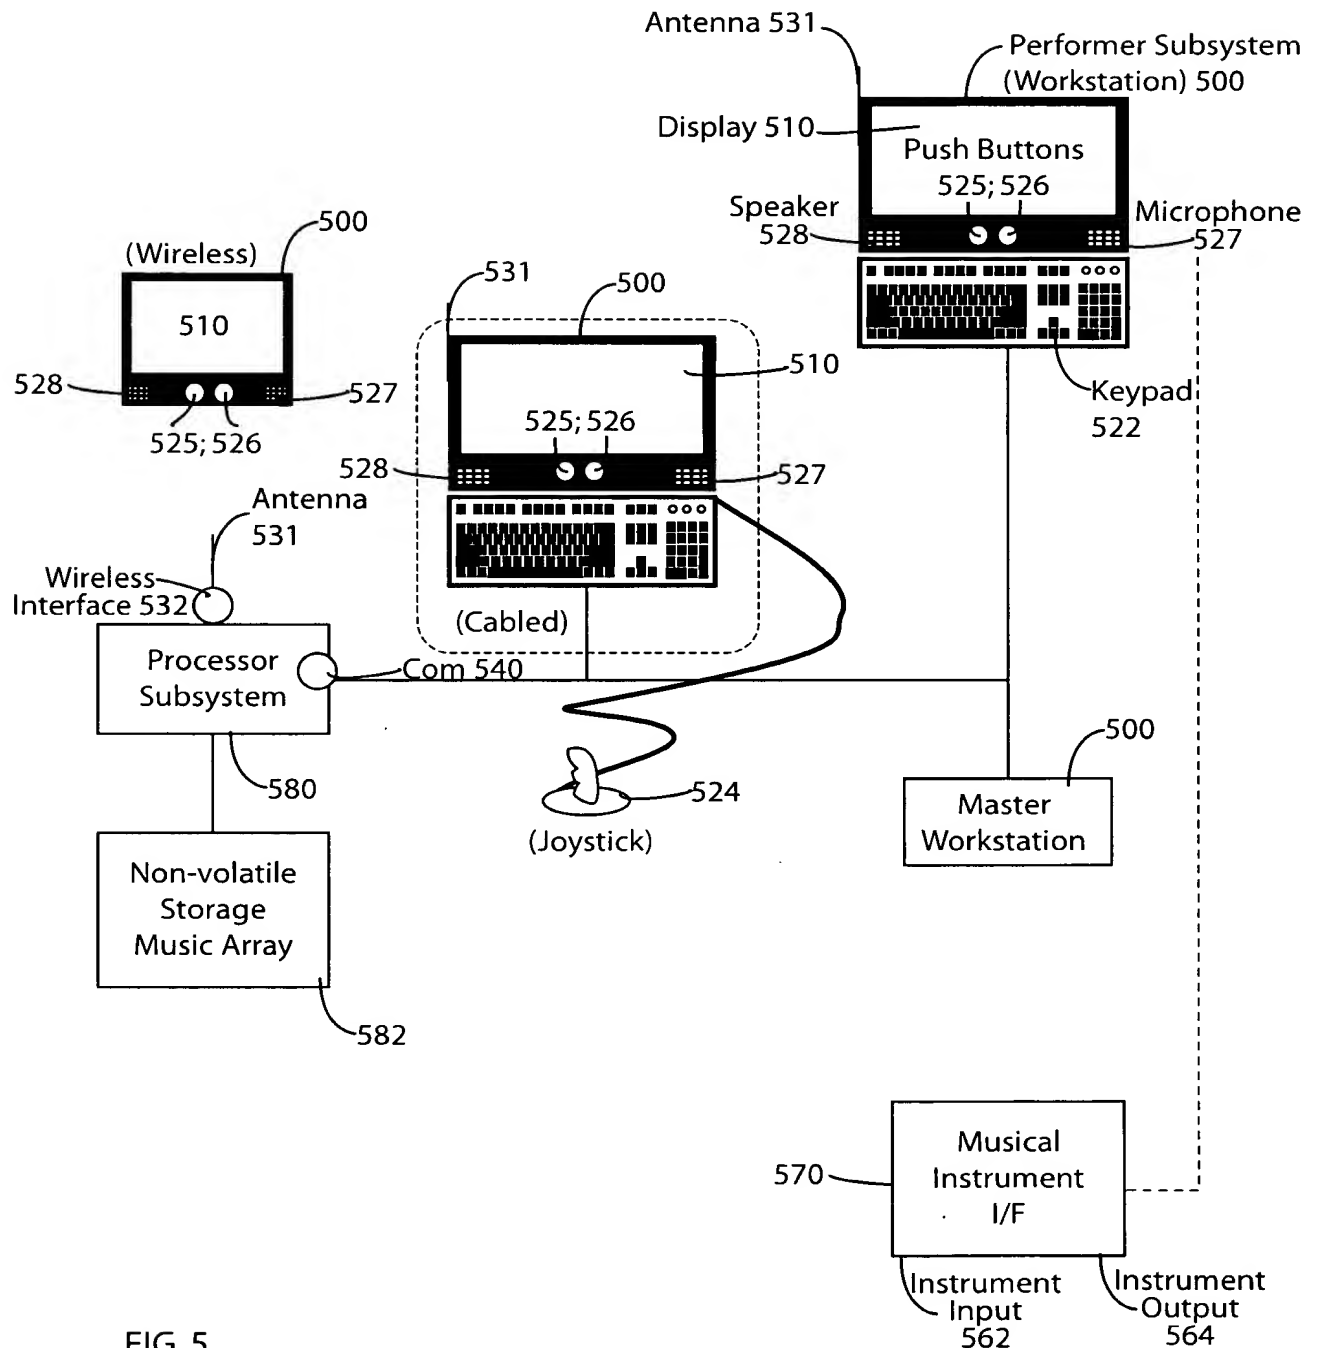 Antenna 531
Performer Subsystem
(Workstation) 500
Display 510
Push Buttons
525; 526
Speaker
528
Microphone
527
Keypad
522
500
(Wireless)
510
528
527
525; 526
531
500
510
525; 526
528
527
(Cabled)
Antenna
531
Wireless
Interface 532
Processor
Subsystem
Com 540
580
Non-volatile
Storage
Music Array
582
524
(Joystick)
500
Master
Workstation
570
Musical
Instrument
I/F
Instrument
Input
562
Instrument
Output
564
FIG. 5